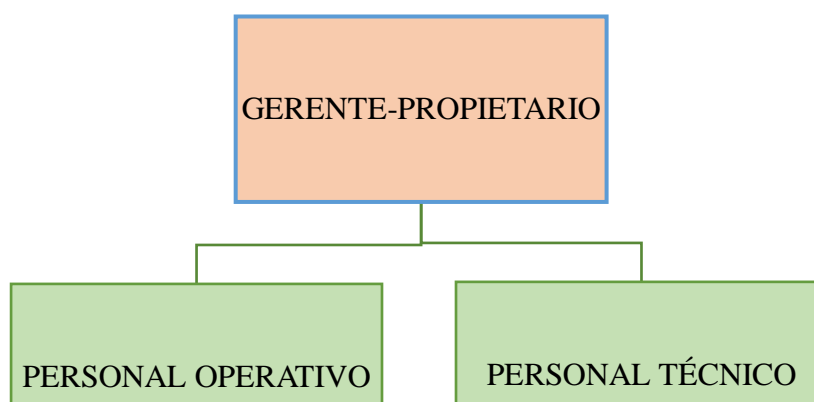 GERENTE-PROPIETARIO
PERSONAL OPERATIVO
PERSONAL TÉCNICO